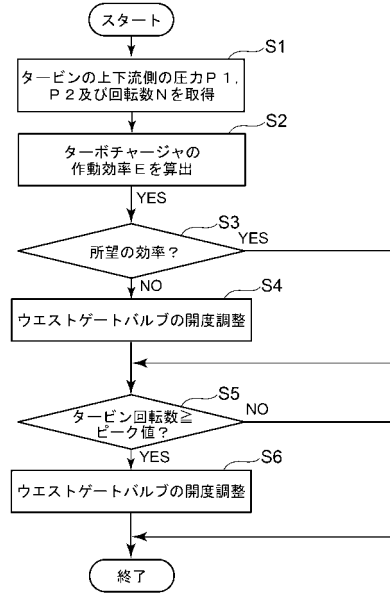 スタート
S1
タービンの上下流側の圧力P1,
P2及び回転数Nを取得
S2
ターボチャージャの
作動効率Eを算出
YES
S3
所望の効率?
YES
NO
S4
ウエストゲートバルブの開度調整
S5
タービン回転数≧
ピーク値?
NO
YES
S6
ウエストゲートバルブの開度調整
終了